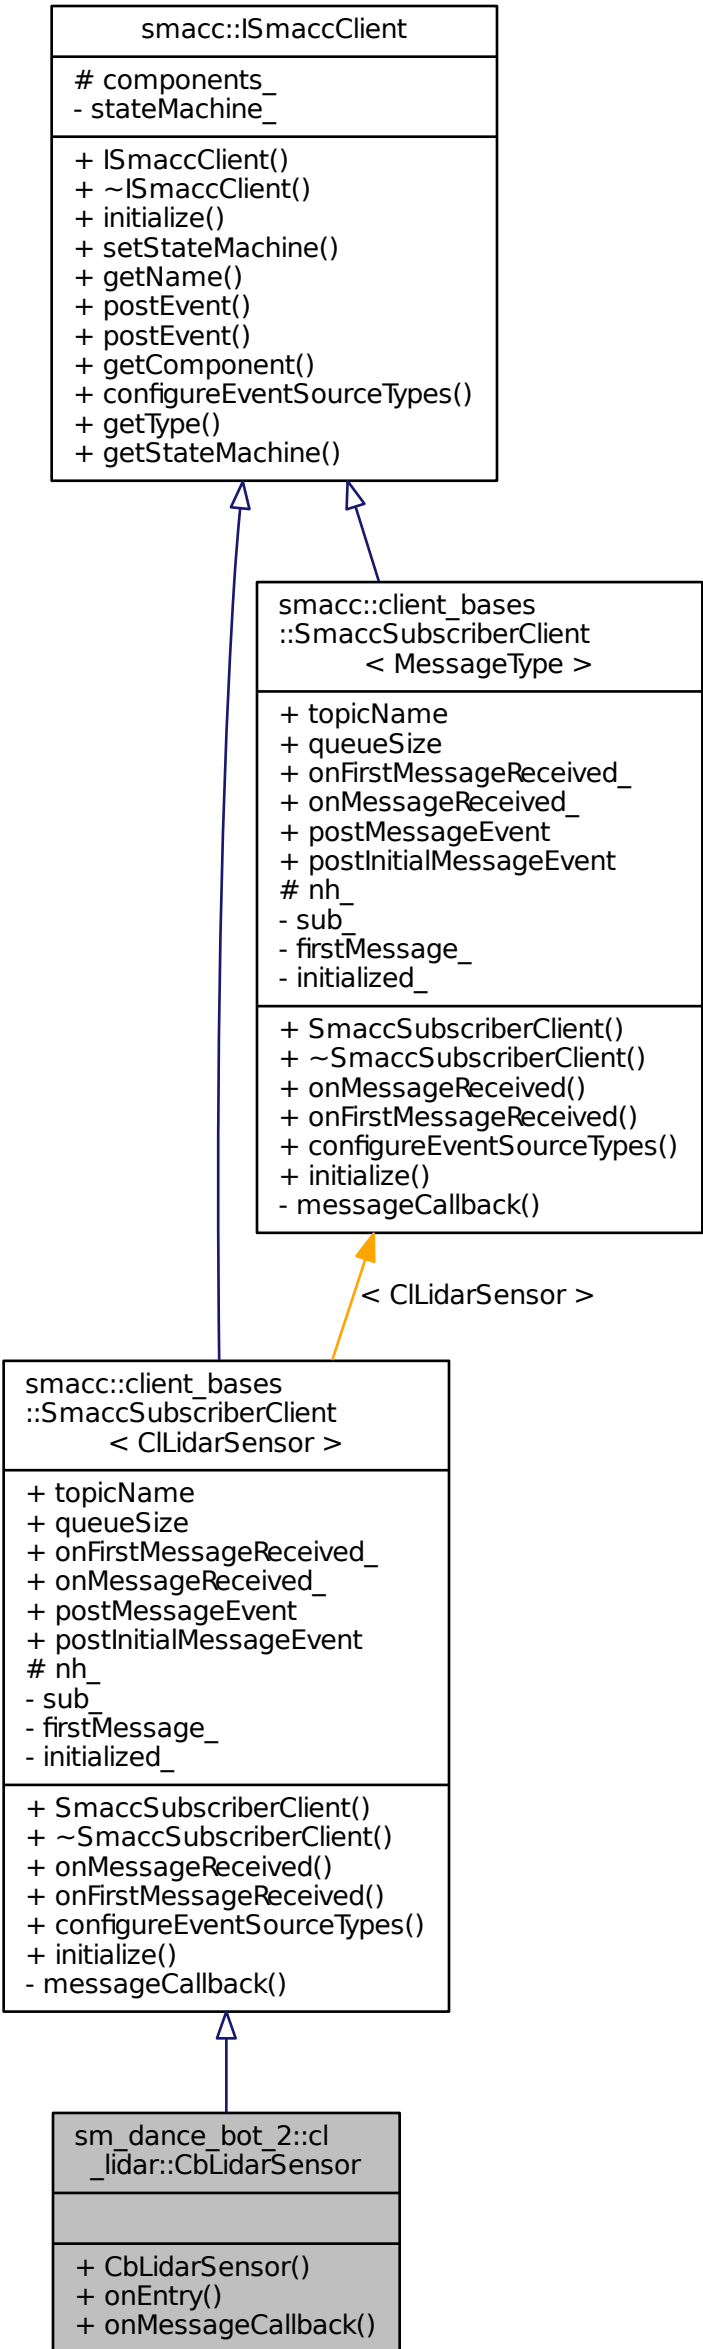 smacc::ISmaccClient
# components_
- stateMachine_
+ ISmaccClient()
+ ~ISmaccClient()
+ initialize()
+ setStateMachine()
+ getName()
+ postEvent()
+ postEvent()
+ getComponent()
+ configureEventSourceTypes()
+ getType()
+ getStateMachine()
smacc::client_bases
::SmaccSubscriberClient
< MessageType >
+ topicName
+ queueSize
+ onFirstMessageReceived_
+ onMessageReceived_
+ postMessageEvent
+ postInitialMessageEvent
# nh_
- sub_
- firstMessage_
- initialized_
+ SmaccSubscriberClient()
+ ~SmaccSubscriberClient()
+ onMessageReceived()
+ onFirstMessageReceived()
+ configureEventSourceTypes()
+ initialize()
- messageCallback()
< ClLidarSensor >
smacc::client_bases
::SmaccSubscriberClient
< ClLidarSensor >
+ topicName
+ queueSize
+ onFirstMessageReceived_
+ onMessageReceived_
+ postMessageEvent
+ postInitialMessageEvent
# nh_
- sub_
- firstMessage_
- initialized_
+ SmaccSubscriberClient()
+ ~SmaccSubscriberClient()
+ onMessageReceived()
+ onFirstMessageReceived()
+ configureEventSourceTypes()
+ initialize()
- messageCallback()
sm_dance_bot_2::cl
_lidar::CbLidarSensor
+ CbLidarSensor()
+ onEntry()
+ onMessageCallback()